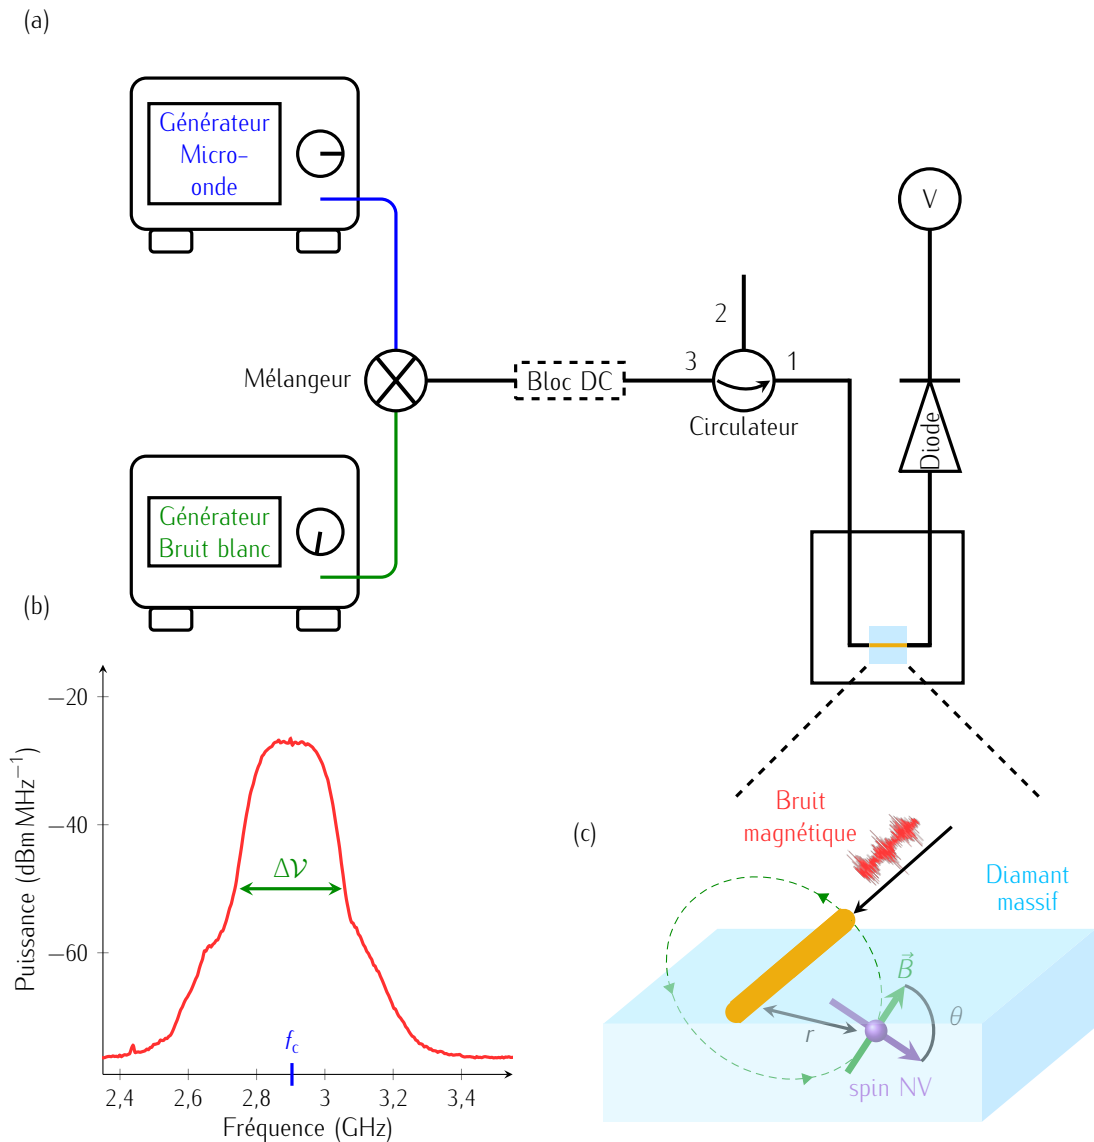 (a)
Générateur
Micro-
onde
V
2
Mélangeur
Bloc DC
3
1
Circulateur
Diode
Générateur
Bruit blanc
(b)
−20
−40
−60
Puissance (dBm MHz⁻¹)
Δ𝒱
f_c
2,4
2,6
2,8
3
3,2
3,4
Fréquence (GHz)
(c)
Bruit
magnétique
Diamant
massif
B⃗
θ
r
spin NV